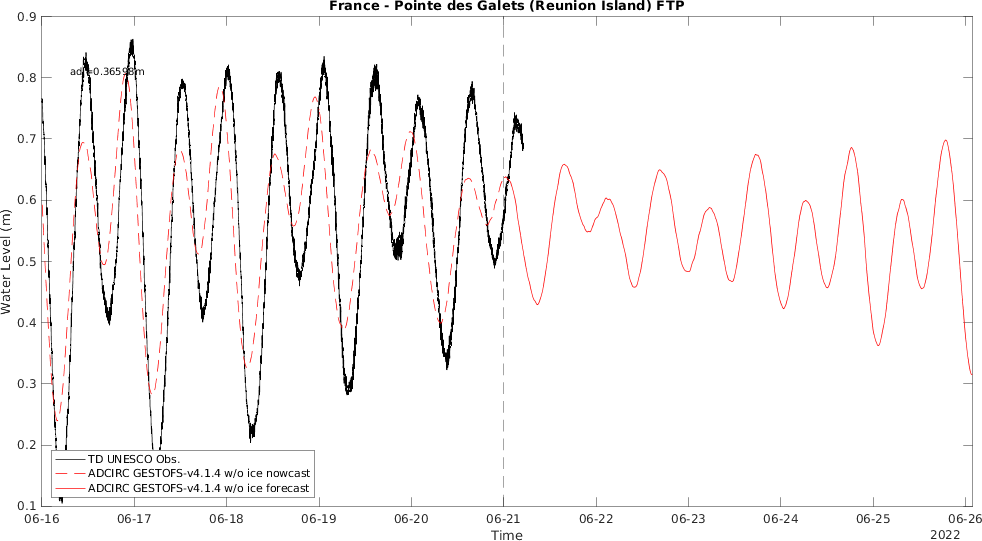 France - Pointe des Galets (Reunion Island) FTP
0.9
0.8
0.7
0.6
0.5
0.4
0.3
0.2
0.1
Water Level (m)
adj=0.36598m
TD UNESCO Obs.
ADCIRC GESTOFS-v4.1.4 w/o ice nowcast
ADCIRC GESTOFS-v4.1.4 w/o ice forecast
06-16 06-17 06-18 06-19 06-20 06-21 06-22 06-23 06-24 06-25 06-26
Time
2022